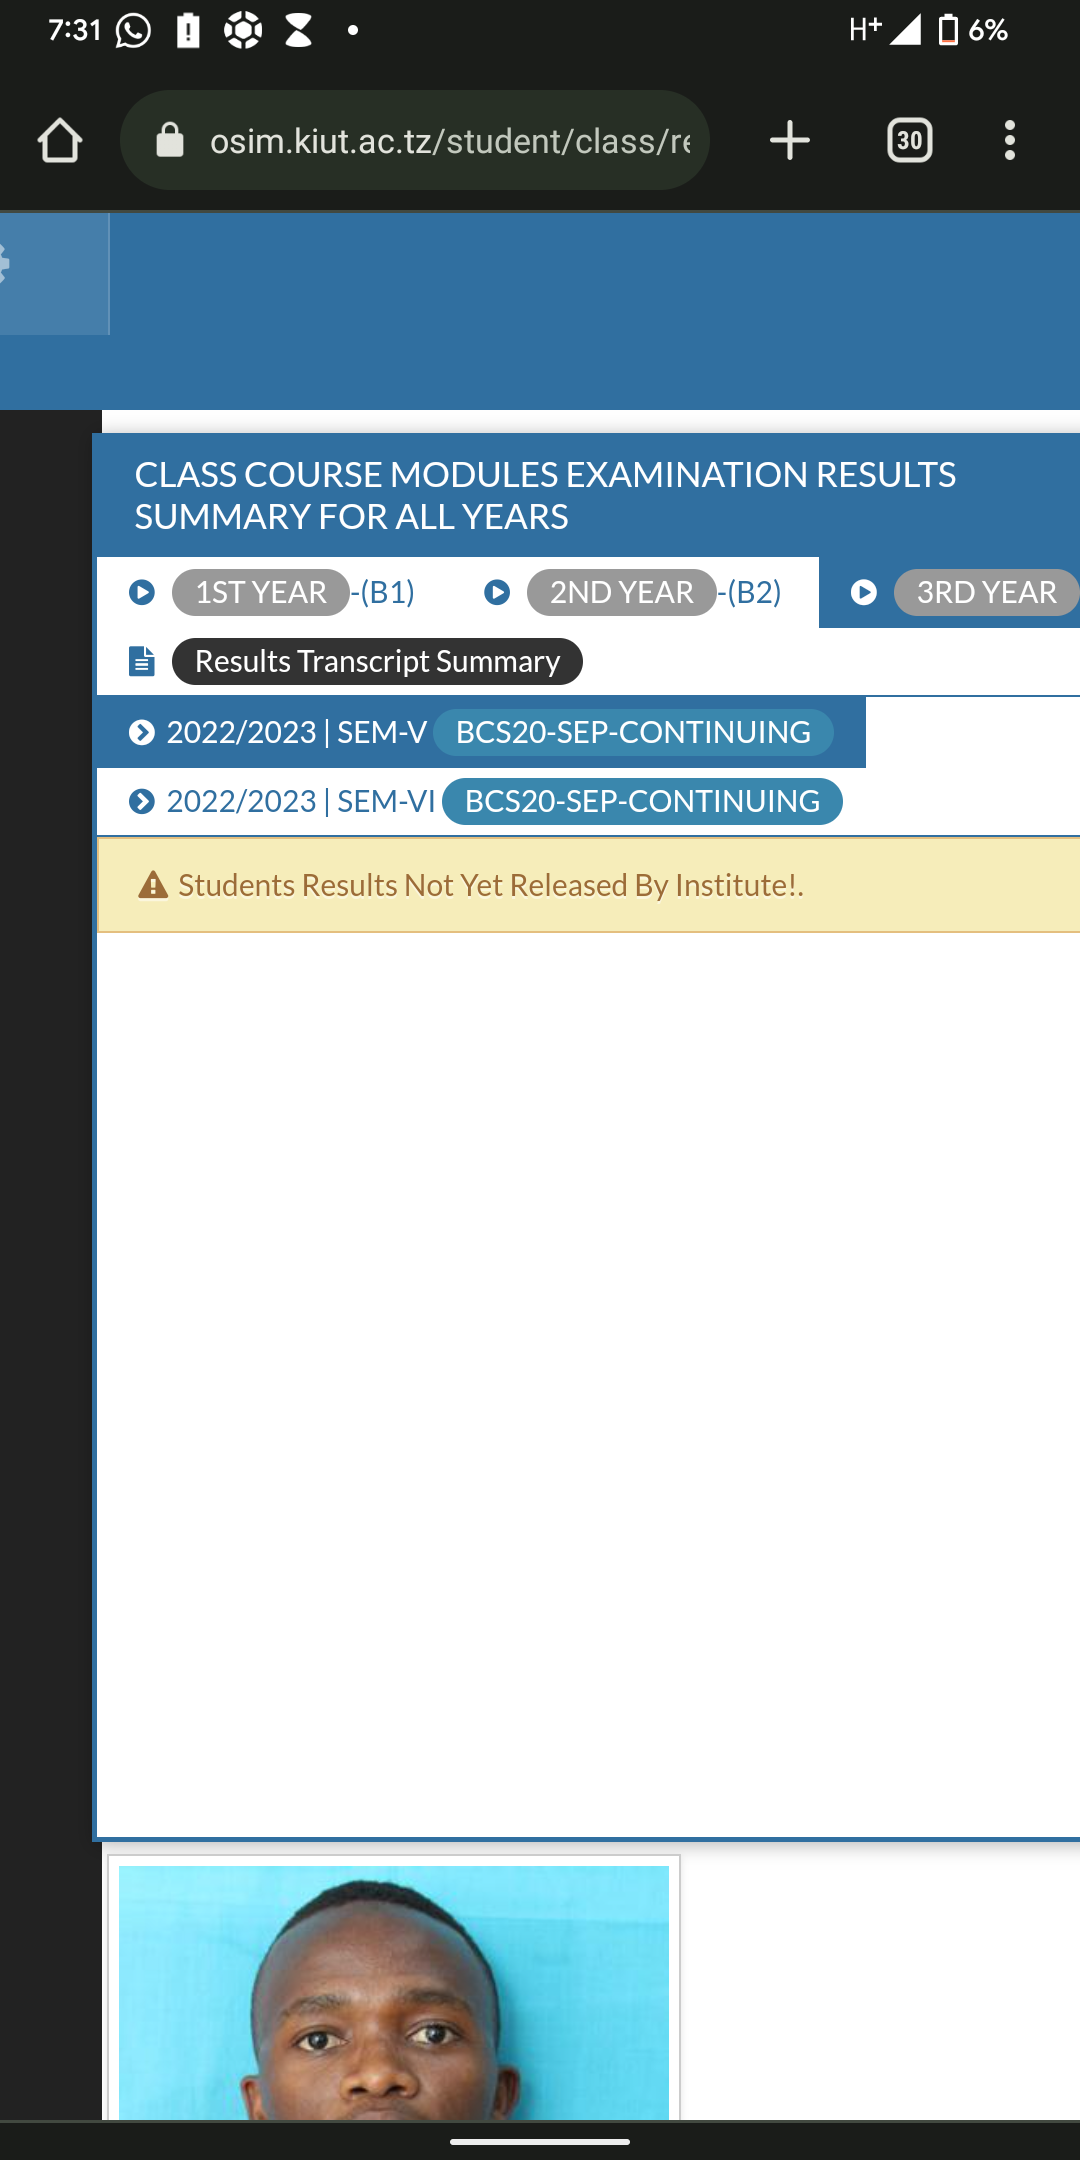 7:31 H+ 6%
osim.kiut.ac.tz/student/class/re 30
CLASS COURSE MODULES EXAMINATION RESULTS
SUMMARY FOR ALL YEARS
1ST YEAR -(B1) 2ND YEAR -(B2) 3RD YEAR
Results Transcript Summary
2022/2023 | SEM-V BCS20-SEP-CONTINUING
2022/2023 | SEM-VI BCS20-SEP-CONTINUING
Students Results Not Yet Released By Institute!.